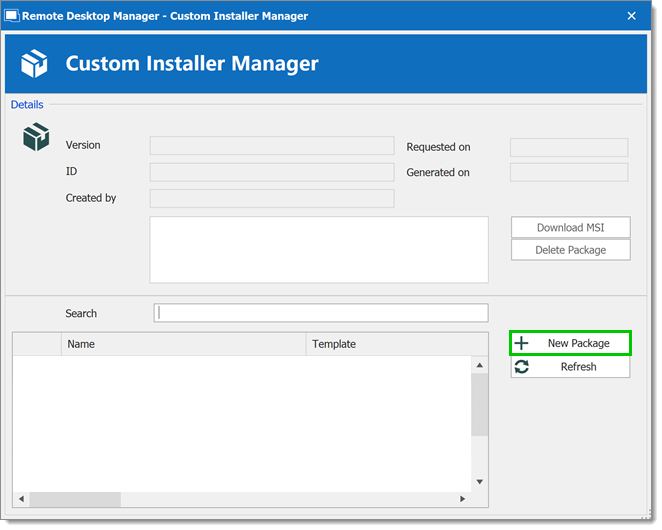 Remote Desktop Manager - Custom Installer Manager
Custom Installer Manager
Details
Version
Requested on
ID
Generated on
Created by
Download MSI
Delete Package
Search
Name
Template
New Package
Refresh